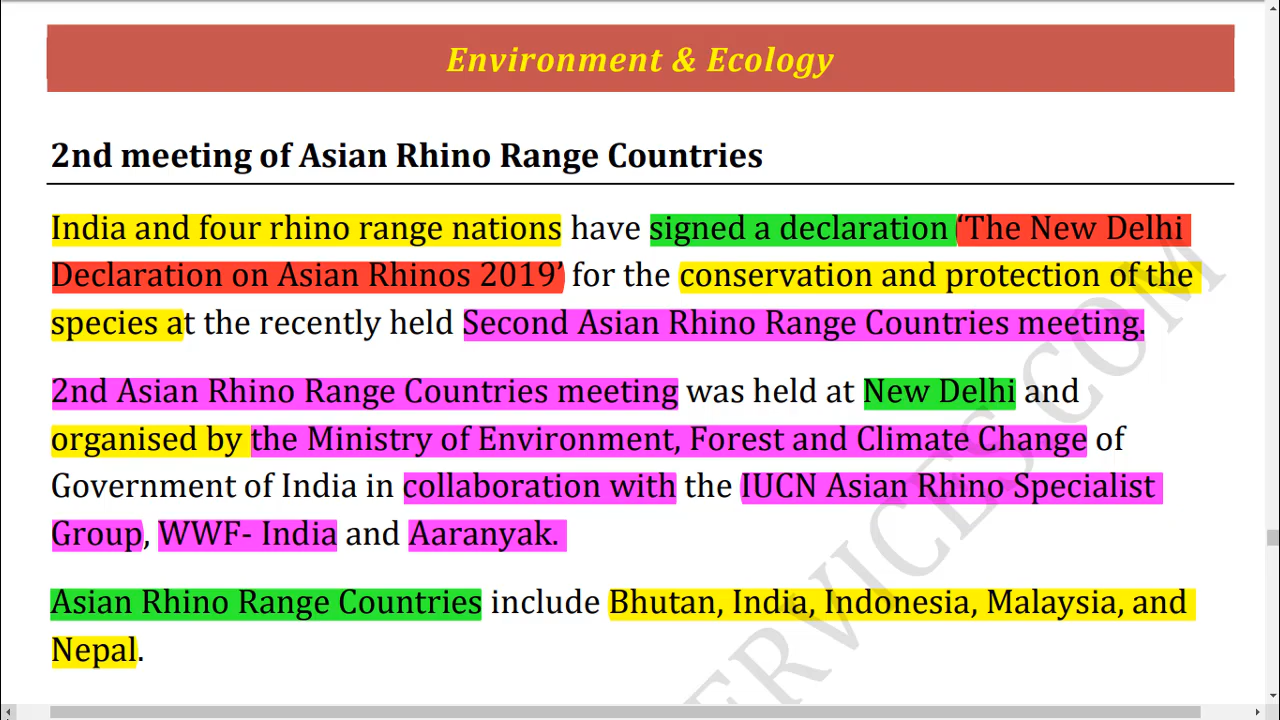 Environment & Ecology
2nd meeting of Asian Rhino Range Countries
India and four rhino range nations have signed a declaration ‘The New Delhi
Declaration on Asian Rhinos 2019’ for the conservation and protection of the
species at the recently held Second Asian Rhino Range Countries meeting.
2nd Asian Rhino Range Countries meeting was held at New Delhi and
organised by the Ministry of Environment, Forest and Climate Change of
Government of India in collaboration with the IUCN Asian Rhino Specialist
Group, WWF- India and Aaranyak.
Asian Rhino Range Countries include Bhutan, India, Indonesia, Malaysia, and
Nepal.
ERVICES.COM